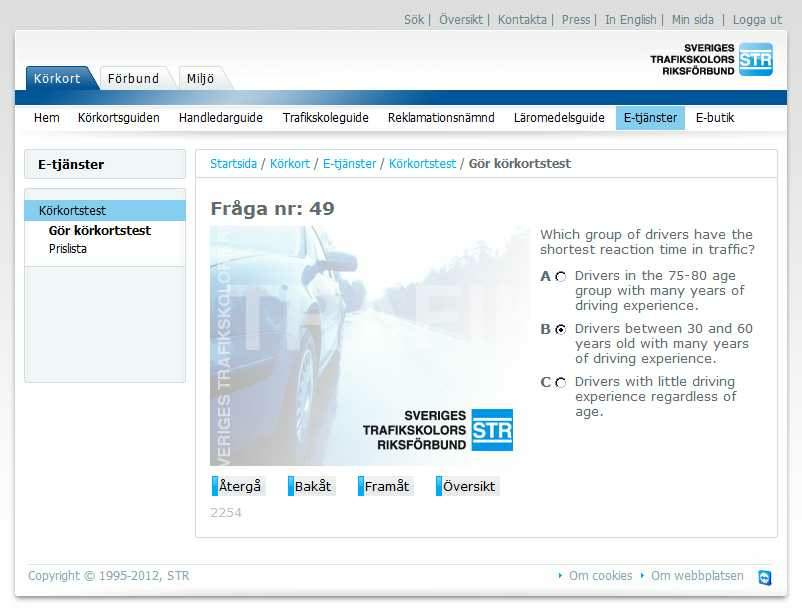 Sök | Översikt | Kontakta | Press | In English | Min sida | Logga ut
SVERIGES
TRAFIKSKOLORS
RIKSFÖRBUND
STR
Körkort Förbund Miljö
Hem Körkortsguiden Handledarguide Trafikskoleguide Reklamationsnämnd Läromedelsguide E-tjänster E-butik
E-tjänster
Körkortstest
Gör körkortstest
Prislista
Startsida / Körkort / E-tjänster / Körkortstest / Gör körkortstest
Fråga nr: 49
VERIGES TRAFIKSKOLORS R
TRAFI
SVERIGES
TRAFIKSKOLORS
RIKSFÖRBUND
STR
Which group of drivers have the
shortest reaction time in traffic?
A Drivers in the 75-80 age
group with many years of
driving experience.
B Drivers between 30 and 60
years old with many years
of driving experience.
C Drivers with little driving
experience regardless of
age.
Återgå Bakåt Framåt Översikt
2254
Copyright © 1995-2012, STR
Om cookies Om webbplatsen